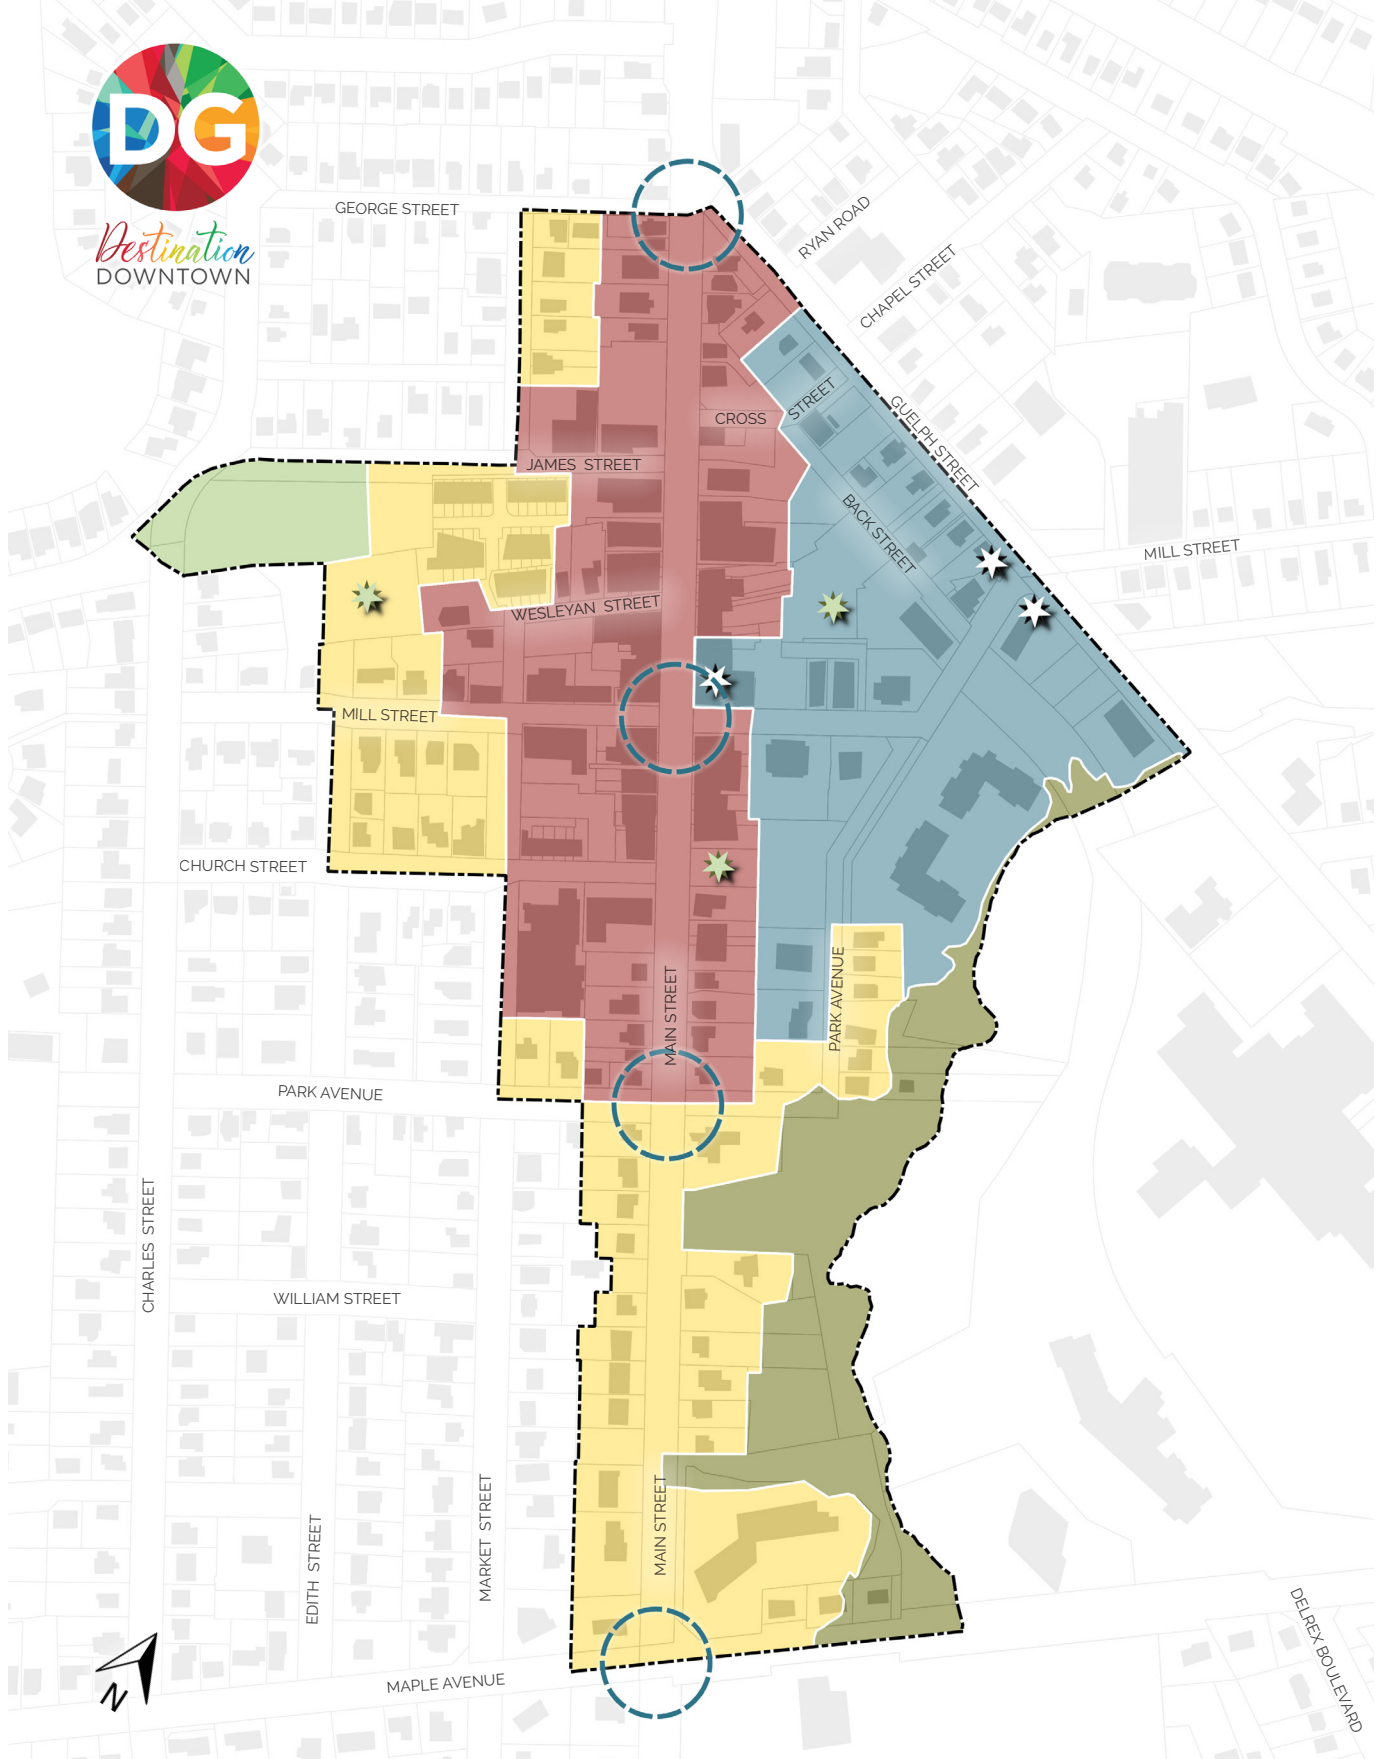 DG
Destination
DOWNTOWN
GEORGE STREET
RYAN ROAD
CHAPEL STREET
CROSS
STREET
GUELPH STREET
JAMES STREET
BACK STREET
MILL STREET
WESLEYAN STREET
MILL STREET
CHURCH STREET
MAIN STREET
PARK AVENUE
PARK AVENUE
CHARLES STREET
WILLIAM STREET
MARKET STREET
MAIN STREET
EDITH STREET
DELREX BOULEVARD
MAPLE AVENUE
N